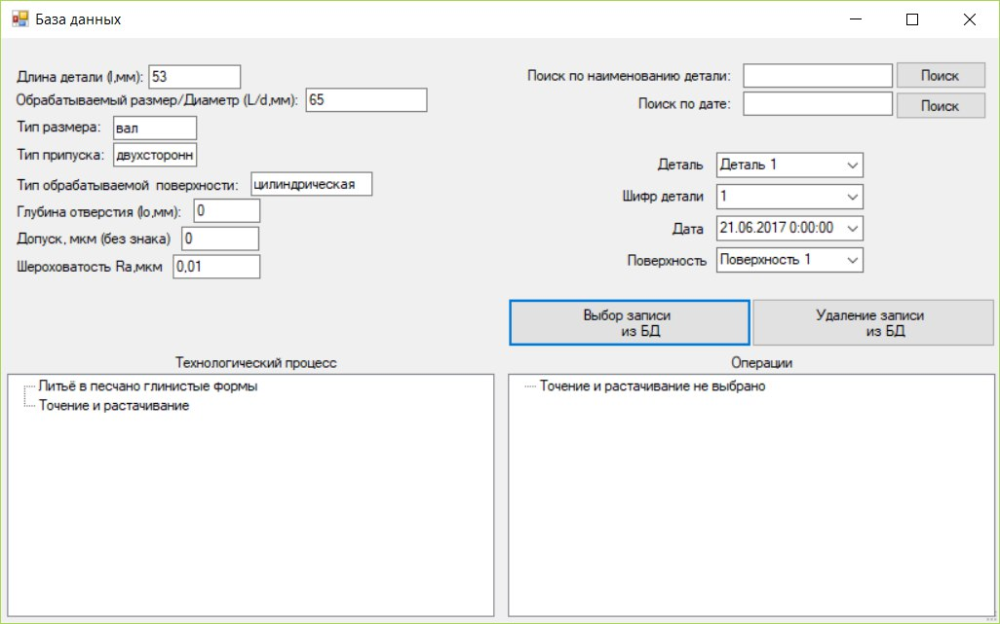 База данных
Длина детали (l,мм): 53
Обрабатываемый размер/Диаметр (L/d,мм): 65
Тип размера: вал
Тип припуска: двухсторонн
Тип обрабатываемой поверхности: цилиндрическая
Глубина отверстия (lo,мм): 0
Допуск, мкм (без знака) 0
Шероховатость Ra,мкм 0,01
Поиск по наименованию детали: Поиск
Поиск по дате: Поиск
Деталь Деталь 1
Шифр детали 1
Дата 21.06.2017 0:00:00
Поверхность Поверхность 1
Выбор записи
из БД
Удаление записи
из БД
Технологический процесс
Литьё в песчано глинистые формы
Точение и растачивание
Операции
Точение и растачивание не выбрано